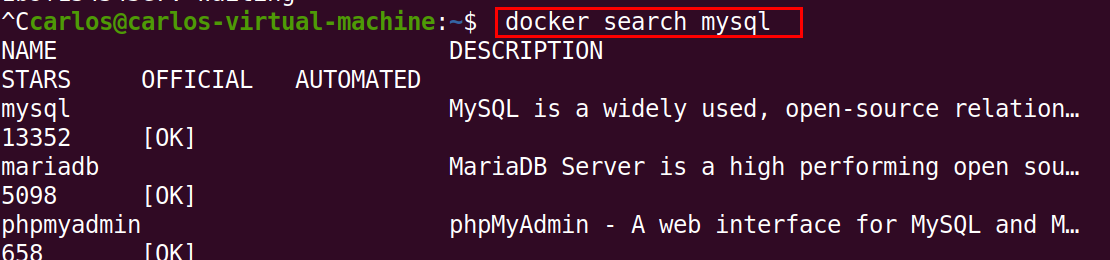 ^Ccarlos@carlos-virtual-machine:~$ docker search mysql
NAME DESCRIPTION
STARS OFFICIAL AUTOMATED
mysql MySQL is a widely used, open-source relation…
13352 [OK]
mariadb MariaDB Server is a high performing open sou…
5098 [OK]
phpmyadmin phpMyAdmin - A web interface for MySQL and M…
658 [OK]